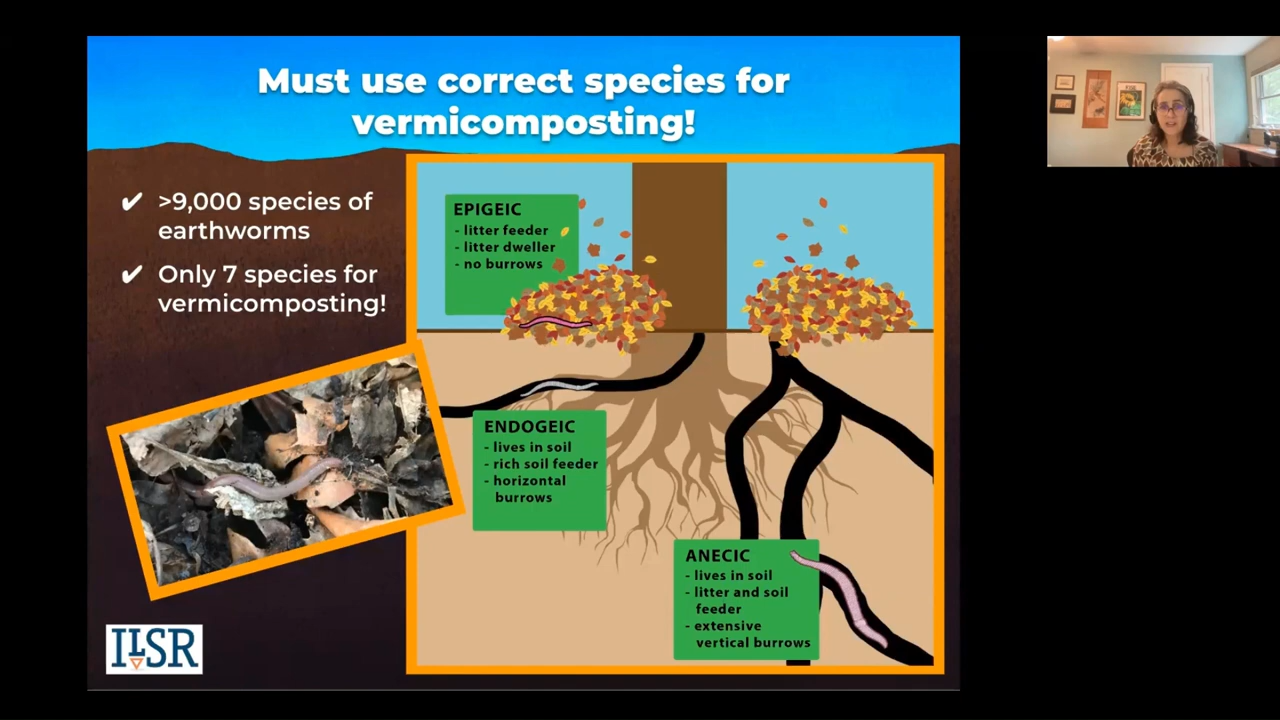 Must use correct species for
vermicomposting!
✔ >9,000 species of
earthworms
✔ Only 7 species for
vermicomposting!
EPIGEIC
- litter feeder
- litter dweller
- no burrows
ENDOGEIC
- lives in soil
- rich soil feeder
- horizontal
burrows
ANECIC
- lives in soil
- litter and soil
feeder
- extensive
vertical burrows
ILSR